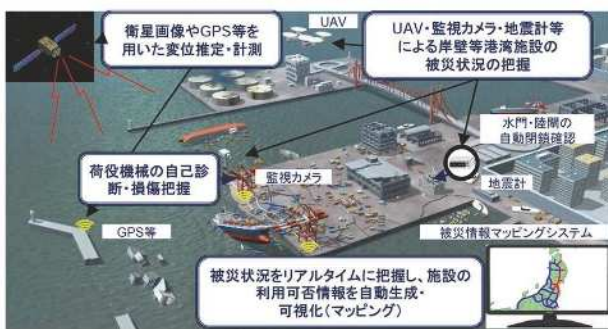 衛星画像やGPS等を
用いた変位推定・計測
UAV
UAV・監視カメラ・地震計等
による岸壁等港湾施設の
被災状況の把握
水門・陸閘の
自動閉鎖確認
荷役機械の自己診
断・損傷把握
監視カメラ
地震計
GPS等
被災情報マッピングシステム
被災状況をリアルタイムに把握し、施設の
利用可否情報を自動生成・
可視化(マッピング)